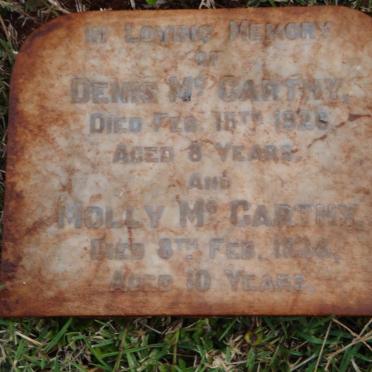 In Loving Memory
of
Denis Mc Carthy.
Died Feb. 15th 1926
Aged 8 Years.
And
Molly Mc Carthy.
Died 8th Feb. 1934.
Aged 10 Years.